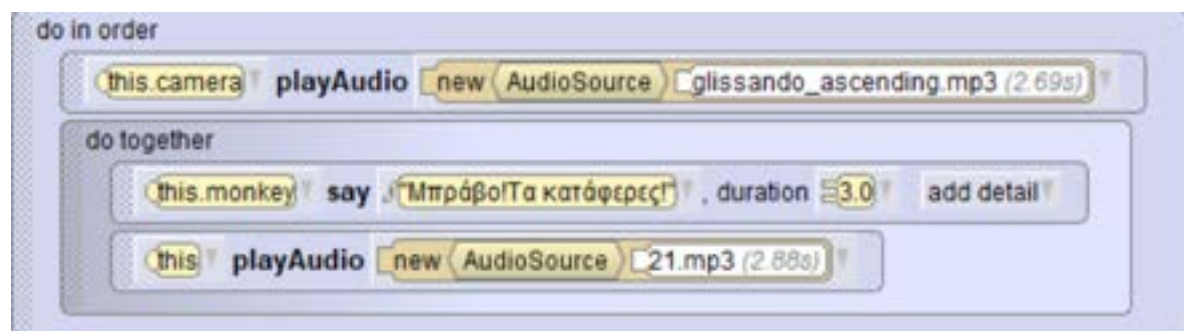 do in order
this.camera playAudio new AudioSource glissando_ascending.mp3 (2.69s)
do together
this.monkey say "Μπράβο!Τα κατάφερες!" , duration 3.0 add detail
this playAudio new AudioSource 21.mp3 (2.88s)